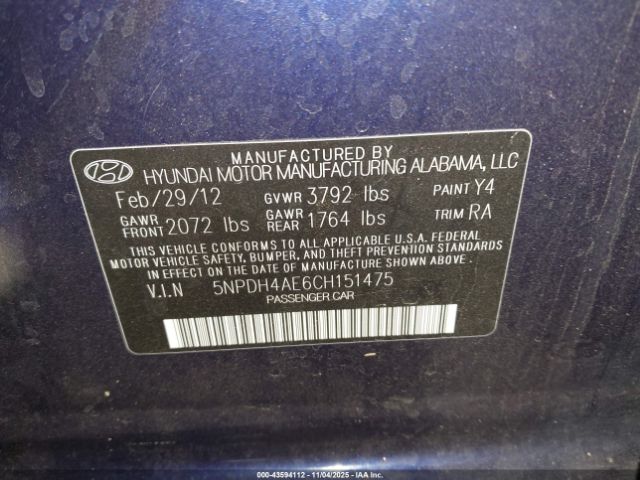 MANUFACTURED BY
HYUNDAI MOTOR MANUFACTURING ALABAMA, LLC
Feb/29/12 GVWR 3792 lbs PAINT Y4
GAWR FRONT 2072 lbs GAWR REAR 1764 lbs TRIM RA
THIS VEHICLE CONFORMS TO ALL APPLICABLE U.S.A. FEDERAL
MOTOR VEHICLE SAFETY, BUMPER, AND THEFT PREVENTION STANDARDS
IN EFFECT ON THE DATE OF MANUFACTURE SHOWN ABOVE.
V.I.N 5NPDH4AE6CH151475
PASSENGER CAR
000-43594112 - 11/04/2025 - IAA Inc.